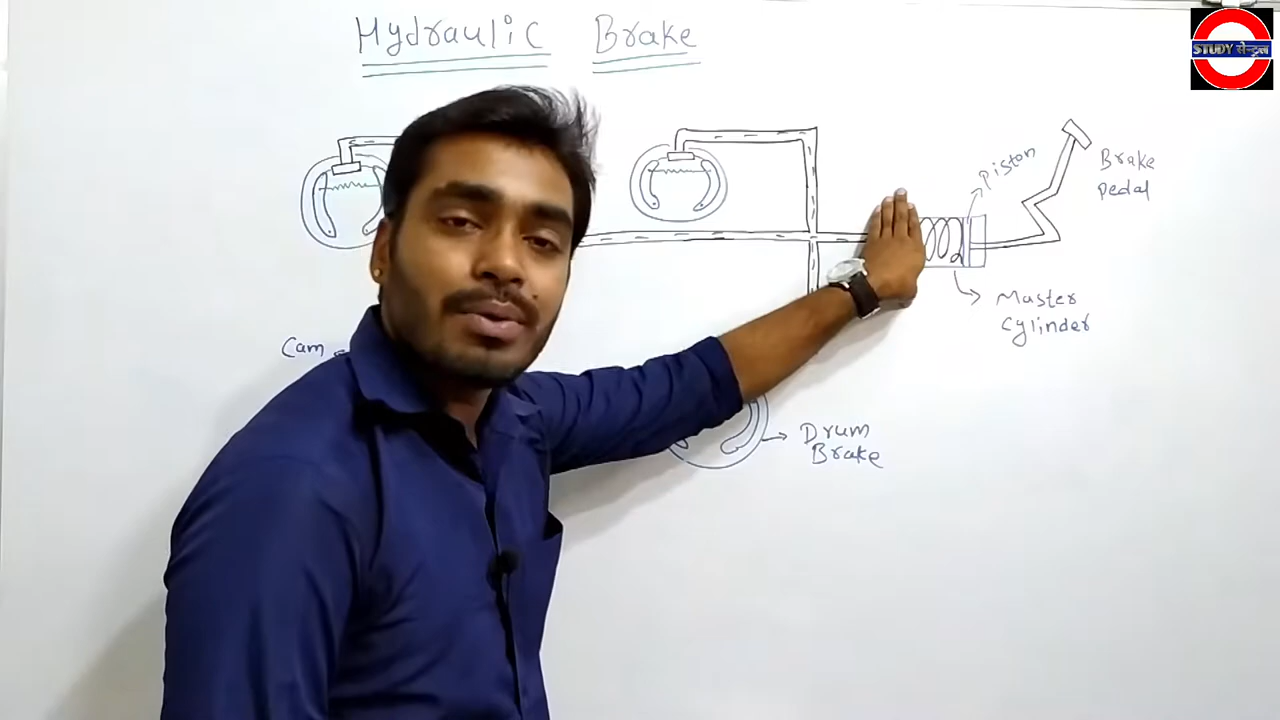 Hydraulic Brake
STUDY सेन्ट्रल
piston
Brake
pedal
Master
Cylinder
Cam
Drum
Brake